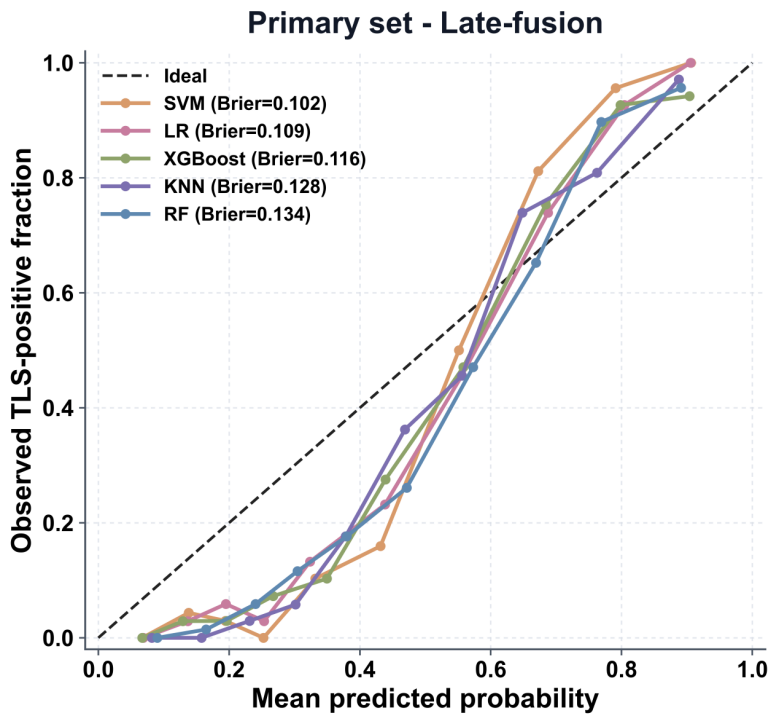 Primary set - Late-fusion
Ideal
SVM (Brier=0.102)
LR (Brier=0.109)
XGBoost (Brier=0.116)
KNN (Brier=0.128)
RF (Brier=0.134)
Observed TLS-positive fraction
1.0
0.8
0.6
0.4
0.2
0.0
0.0 0.2 0.4 0.6 0.8 1.0
Mean predicted probability